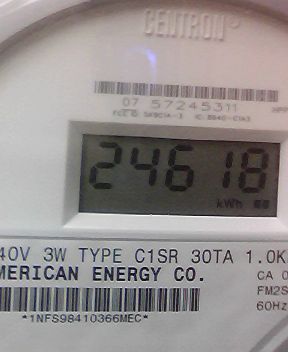 CENTRON
07 57245311
24618
kWh
40V 3W TYPE C1SR 30TA 1.0K
MERICAN ENERGY CO.
CA 0
FM2S
60Hz
*1NFS98410366MEC*